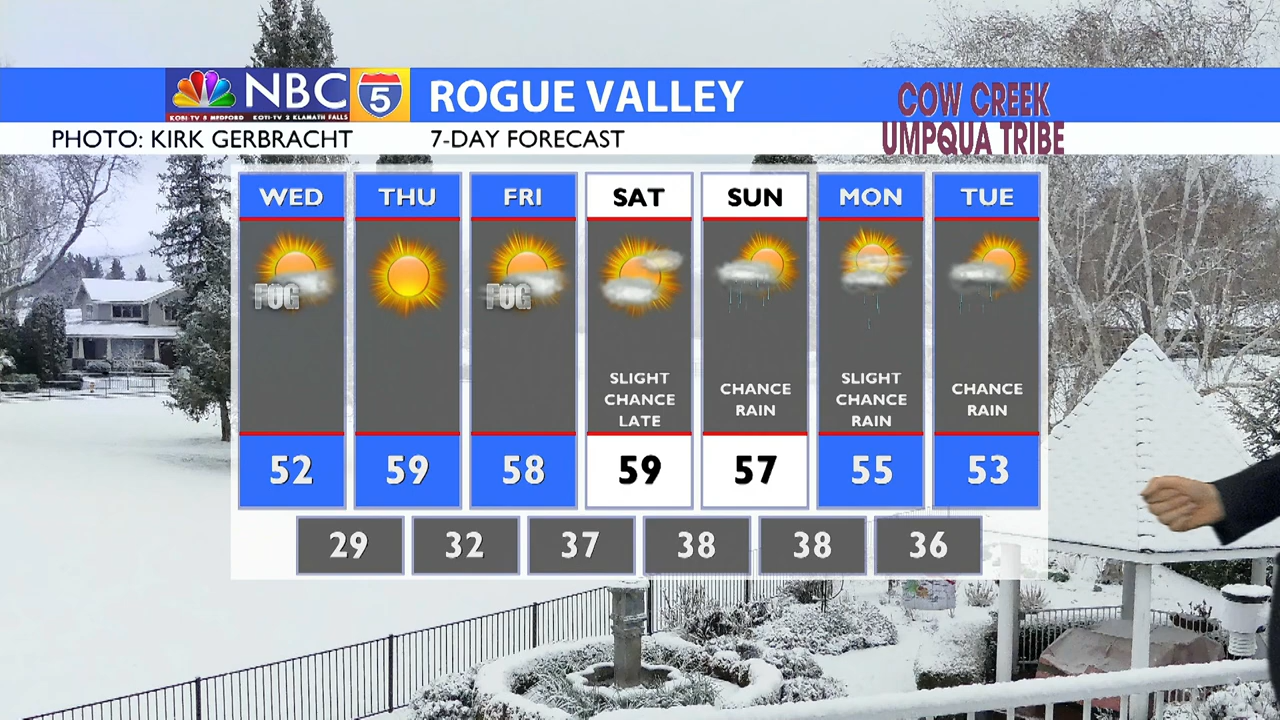 NBC 5
KOBI-TV 5 MEDFORD KOTI-TV 2 KLAMATH FALLS
ROGUE VALLEY
COW CREEK
UMPQUA TRIBE
PHOTO: KIRK GERBRACHT
7-DAY FORECAST
WED THU FRI SAT SUN MON TUE
FOG FOG
SLIGHT
CHANCE
LATE
CHANCE
RAIN
SLIGHT
CHANCE
RAIN
CHANCE
RAIN
52 59 58 59 57 55 53
29 32 37 38 38 36